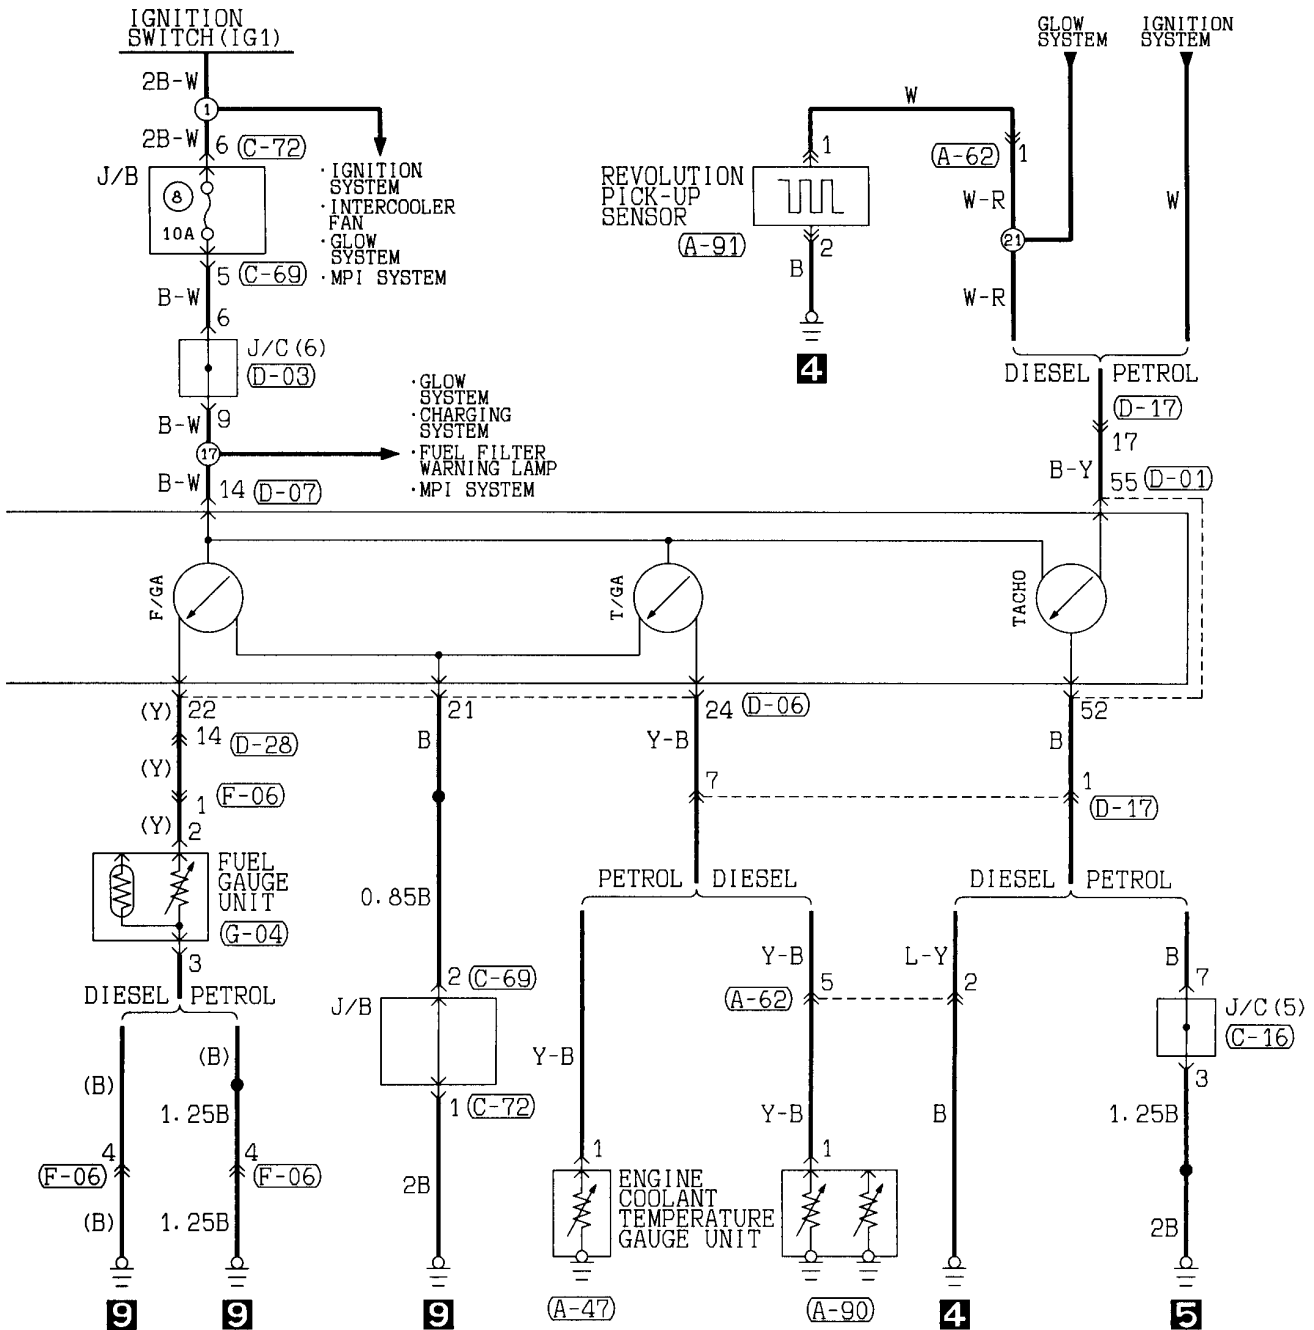 IGNITION
SWITCH(IG1)
GLOW
SYSTEM
IGNITION
SYSTEM
2B-W
1
W
2B-W
6
C-72
1
A-62
1
J/B
8
10A
·IGNITION
SYSTEM
·INTERCOOLER
FAN
·GLOW
SYSTEM
·MPI SYSTEM
REVOLUTION
PICK-UP
SENSOR
W-R
W
A-91
2
21
5
C-69
B
B-W
W-R
6
J/C(6)
D-03
4
DIESEL
PETROL
·GLOW
SYSTEM
·CHARGING
SYSTEM
·FUEL FILTER
WARNING LAMP
·MPI SYSTEM
D-17
B-W
9
17
17
B-W
14
D-07
B-Y
55
D-01
F/GA
T/GA
TACHO
(Y)
22
21
24
D-06
52
14
D-28
B
Y-B
B
(Y)
1
F-06
7
1
D-17
(Y)
2
FUEL
GAUGE
UNIT
G-04
0.85B
PETROL
DIESEL
DIESEL
PETROL
3
Y-B
L-Y
B
2
C-69
5
2
7
DIESEL
PETROL
J/B
A-62
J/C(5)
C-16
(B)
(B)
Y-B
3
1
C-72
1.25B
Y-B
B
1.25B
4
4
1
1
F-06
F-06
2B
ENGINE
COOLANT
TEMPERATURE
GAUGE UNIT
(B)
1.25B
2B
9
9
9
A-47
A-90
4
5